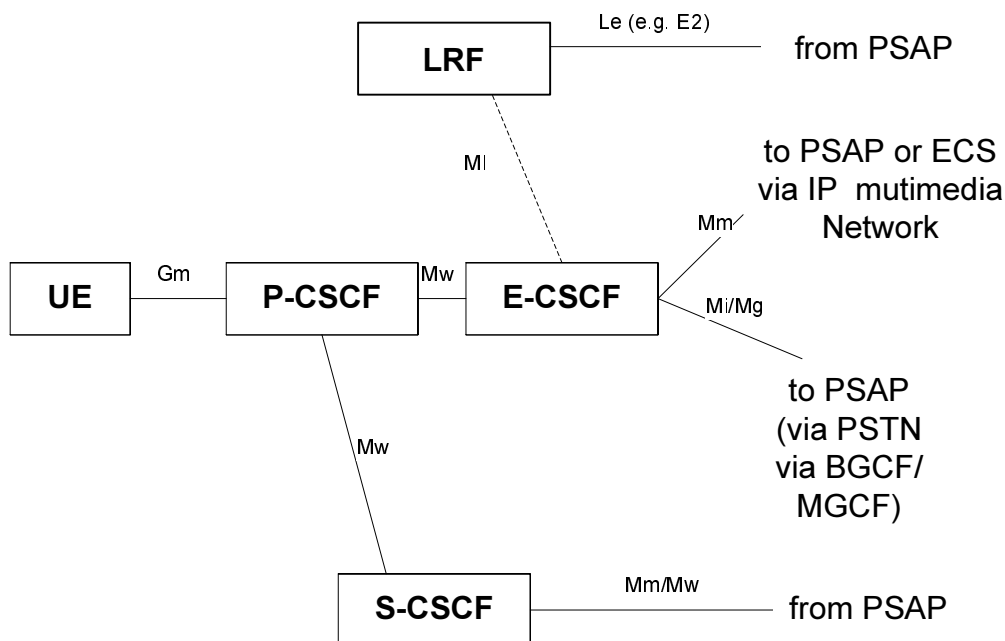 Le (e.g. E2)
LRF
from PSAP
Ml
to PSAP or ECS
via IP mutimedia
Network
Mm
Gm
Mw
UE
P-CSCF
E-CSCF
Mi/Mg
to PSAP
(via PSTN
via BGCF/
MGCF)
Mw
Mm/Mw
S-CSCF
from PSAP